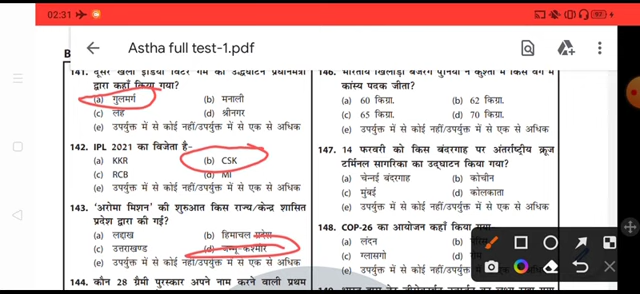 02:31
Astha full test-1.pdf
141. दूसरे खेलो इंडिया विंटर गेम का उद्घाटन प्रधानमंत्री
द्वारा कहाँ किया गया?
(a) गुलमर्ग (b) मनाली
(c) लेह (d) श्रीनगर
(e) उपर्युक्त में से कोई नहीं/उपर्युक्त में से एक से अधिक
142. IPL 2021 का विजेता है-
(a) KKR (b) CSK
(c) RCB (d) MI
(e) उपर्युक्त में से कोई नहीं/उपर्युक्त में से एक से अधिक
143. 'अरोमा मिशन' की शुरुआत किस राज्य/केन्द्र शासित
प्रदेश द्वारा की गई?
(a) लद्दाख (b) हिमाचल प्रदेश
(c) उत्तराखण्ड (d) जम्मू कश्मीर
(e) उपर्युक्त में से कोई नहीं/उपर्युक्त में से एक से अधिक
144. कौन 28 ग्रैमी पुरस्कार अपने नाम करने वाली प्रथम
146. भारतीय खिलाड़ी बजरंग पुनिया ने कुश्ती में किस वर्ग में
कांस्य पदक जीता?
(a) 60 किग्रा. (b) 62 किग्रा.
(c) 65 किग्रा. (d) 70 किग्रा.
(e) उपर्युक्त में से कोई नहीं/उपर्युक्त में से एक से अधिक
147. 14 फरवरी को किस बंदरगाह पर अंतर्राष्ट्रीय क्रूज
टर्मिनल सागरिका का उद्घाटन किया गया?
(a) चेन्नई बंदरगाह (b) कोचीन
(c) मुंबई (d) कोलकाता
(e) उपर्युक्त में से कोई नहीं/उपर्युक्त में से एक से अधिक
148. COP-26 का आयोजन कहाँ किया गया
(a) लंदन (b)
(c) ग्लासगो (d)
(e) उपर्युक्त में से कोई नहीं/